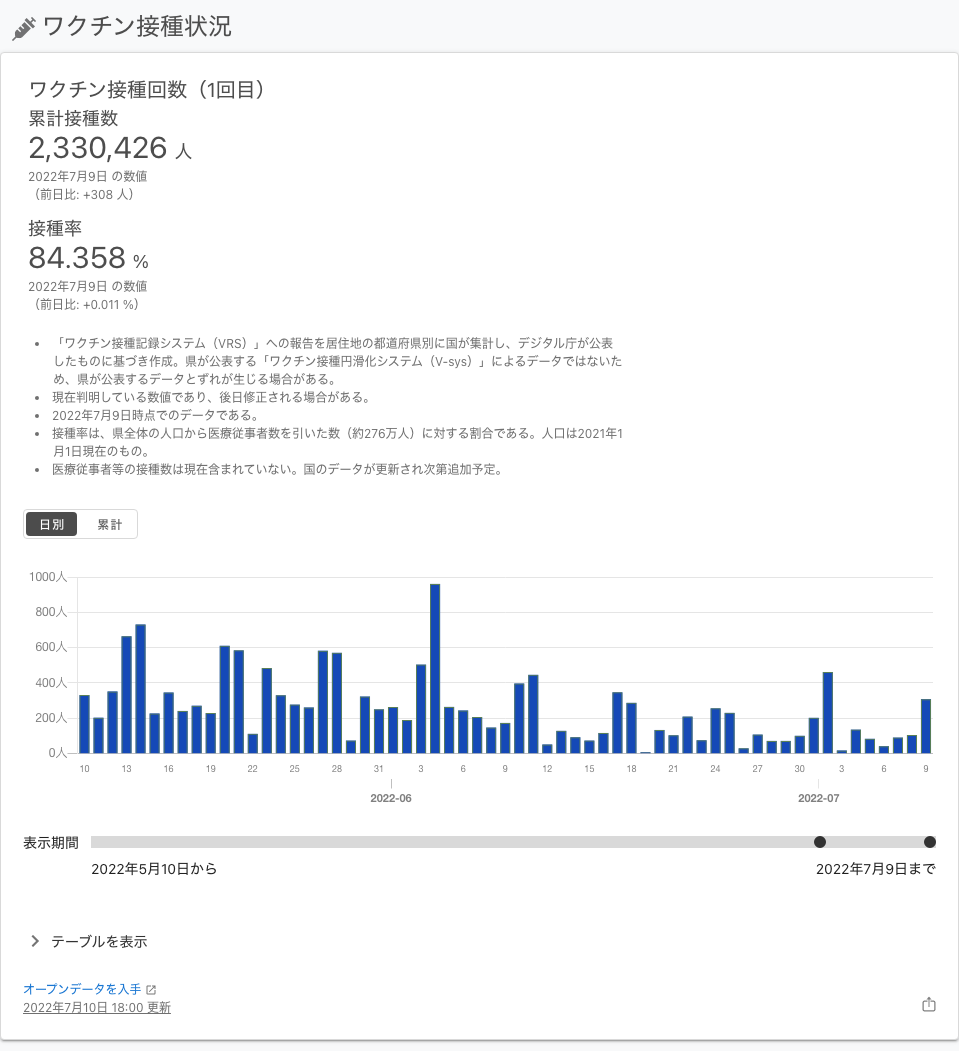 ワクチン接種状況
ワクチン接種回数（1回目）
累計接種数
2,330,426 人
2022年7月9日 の数値
（前日比: +308 人）
接種率
84.358 %
2022年7月9日 の数値
（前日比: +0.011 %）
• 「ワクチン接種記録システム（VRS）」への報告を居住地の都道府県別に国が集計し、デジタル庁が公表
したものに基づき作成。県が公表する「ワクチン接種円滑化システム（V-sys）」によるデータではないた
め、県が公表するデータとずれが生じる場合がある。
• 現在判明している数値であり、後日修正される場合がある。
• 2022年7月9日時点でのデータである。
• 接種率は、県全体の人口から医療従事者数を引いた数（約276万人）に対する割合である。人口は2021年1
月1日現在のもの。
• 医療従事者等の接種数は現在含まれていない。国のデータが更新され次第追加予定。
日別 累計
1000人
800人
600人
400人
200人
0人
10 13 16 19 22 25 28 31 3 6 9 12 15 18 21 24 27 30 3 6 9
2022-06 2022-07
表示期間
2022年5月10日から 2022年7月9日まで
テーブルを表示
オープンデータを入手
2022年7月10日 18:00 更新